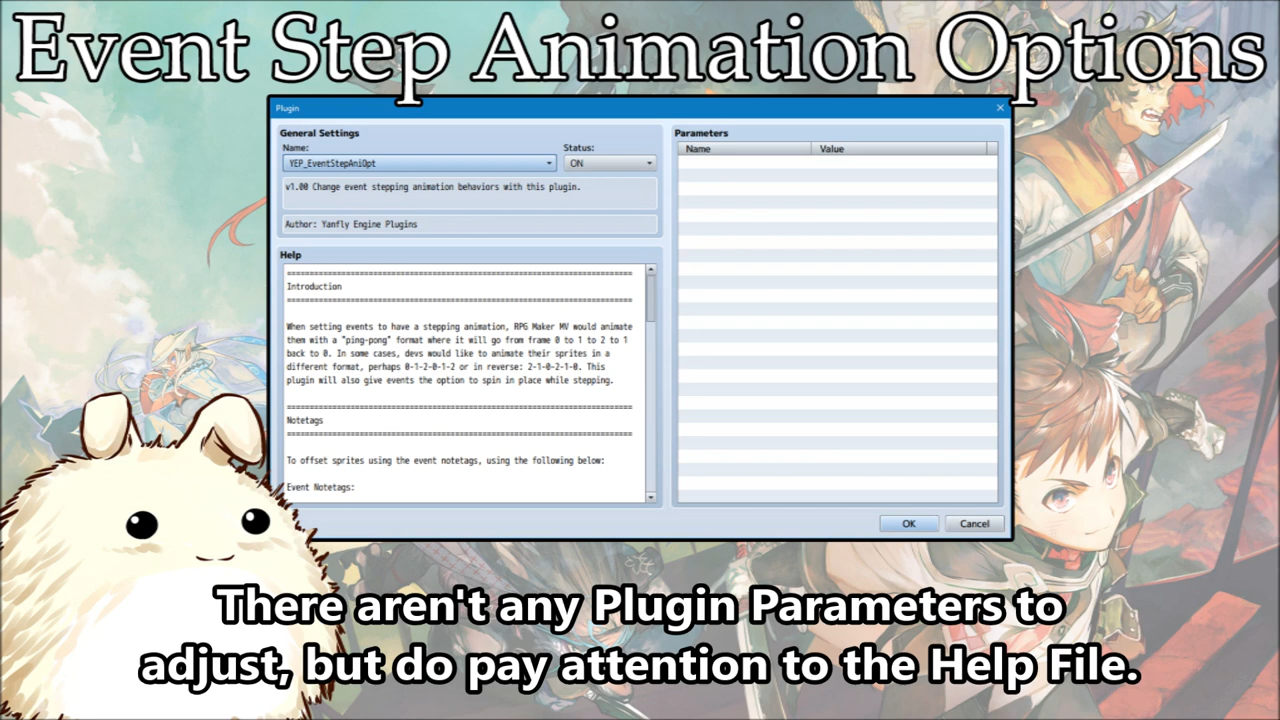 Event Step Animation Options
Plugin
General Settings
Name:
Status:
YEP_EventStepAniOpt
ON
v1.00 Change event stepping animation behaviors with this plugin.
Author: Yanfly Engine Plugins
Help
================================================================================
Introduction
================================================================================
When setting events to have a stepping animation, RPG Maker MV would animate
them with a "ping-pong" format where it will go from frame 0 to 1 to 2 to 1
back to 0. In some cases, devs would like to animate their sprites in a
different format, perhaps 0-1-2-0-1-2 or in reverse: 2-1-0-2-1-0. This
plugin will also give events the option to spin in place while stepping.
================================================================================
Notetags
================================================================================
To offset sprites using the event notetags, using the following below:
Event Notetags:
Parameters
Name
Value
OK
Cancel
There aren't any Plugin Parameters to
adjust, but do pay attention to the Help File.